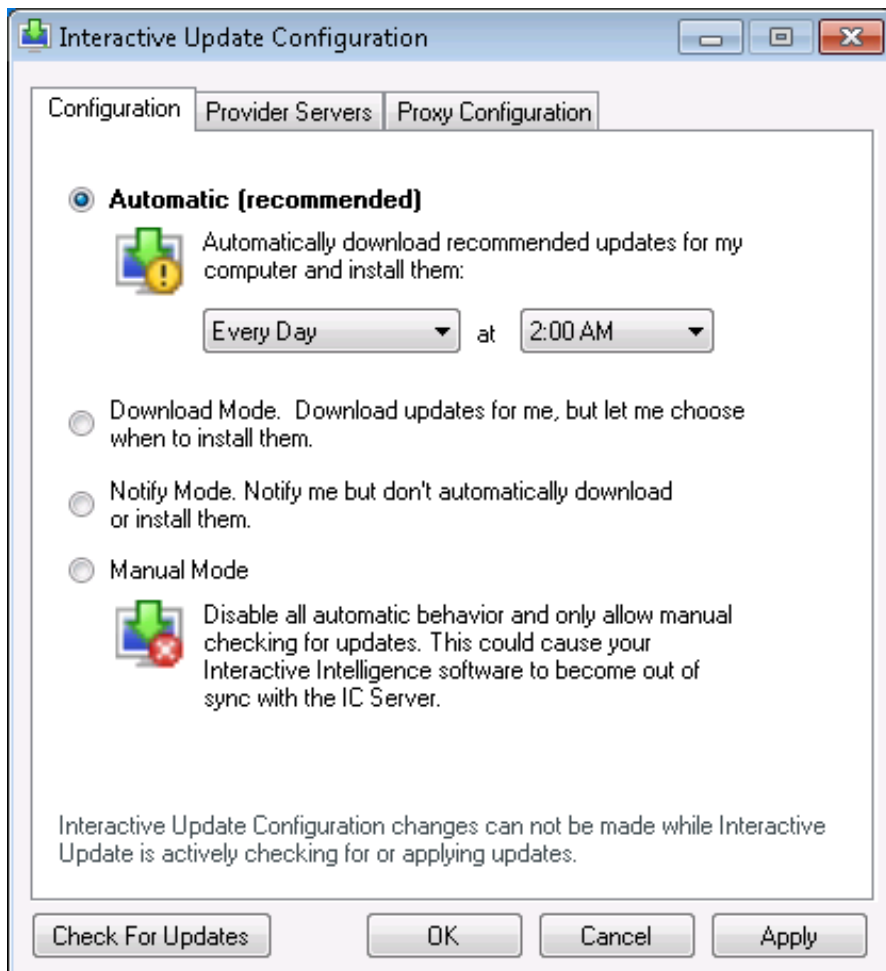 Interactive Update Configuration
Configuration
Provider Servers
Proxy Configuration
Automatic (recommended)
Automatically download recommended updates for my
computer and install them:
Every Day at 2:00 AM
Download Mode.  Download updates for me, but let me choose
when to install them.
Notify Mode. Notify me but don't automatically download
or install them.
Manual Mode
Disable all automatic behavior and only allow manual
checking for updates. This could cause your
Interactive Intelligence software to become out of
sync with the IC Server.
Interactive Update Configuration changes can not be made while Interactive
Update is actively checking for or applying updates.
Check For Updates
OK
Cancel
Apply